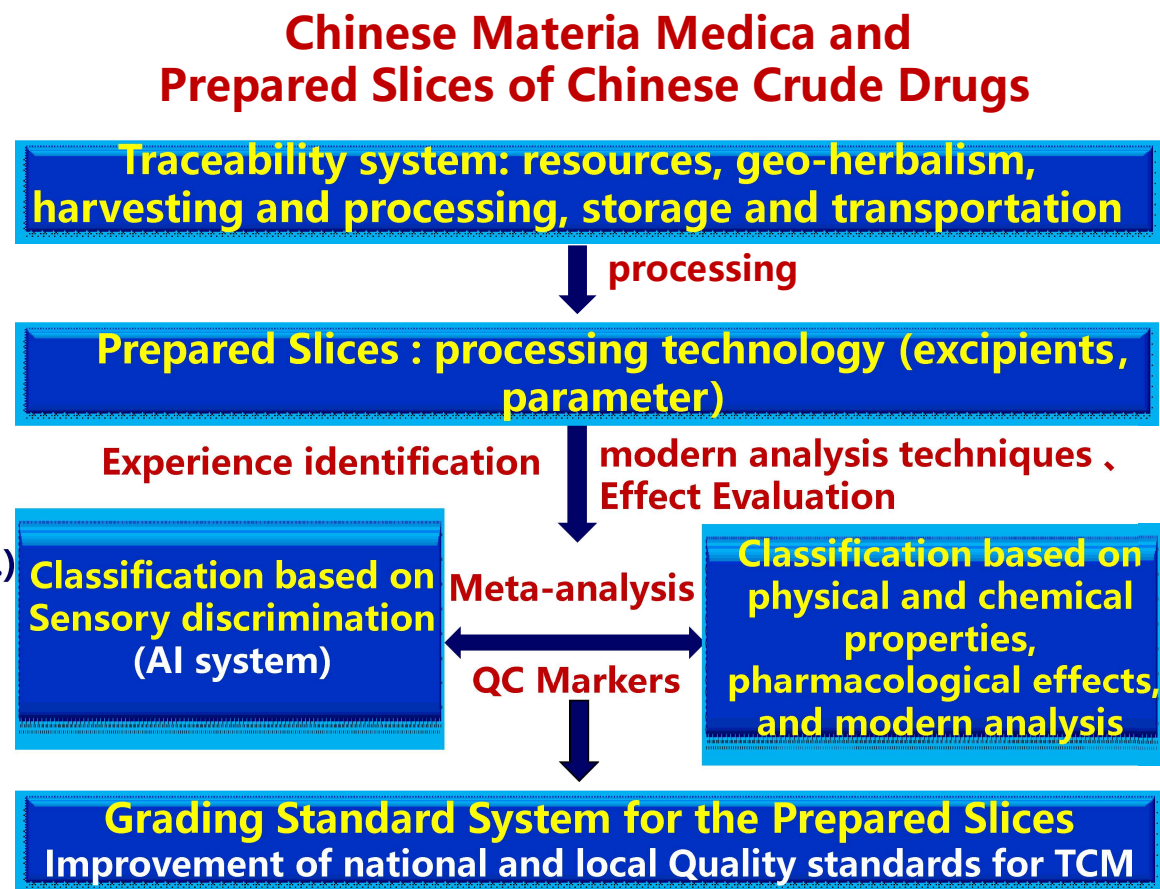 Chinese Materia Medica and
Prepared Slices of Chinese Crude Drugs
Traceability system: resources, geo-herbalism,
harvesting and processing, storage and transportation
processing
Prepared Slices : processing technology (excipients,
parameter)
Experience identification
modern analysis techniques 、
Effect Evaluation
.)
Classification based on
Sensory discrimination
(AI system)
Meta-analysis
QC Markers
Classification based on
physical and chemical
properties,
pharmacological effects,
and modern analysis
Grading Standard System for the Prepared Slices
Improvement of national and local Quality standards for TCM